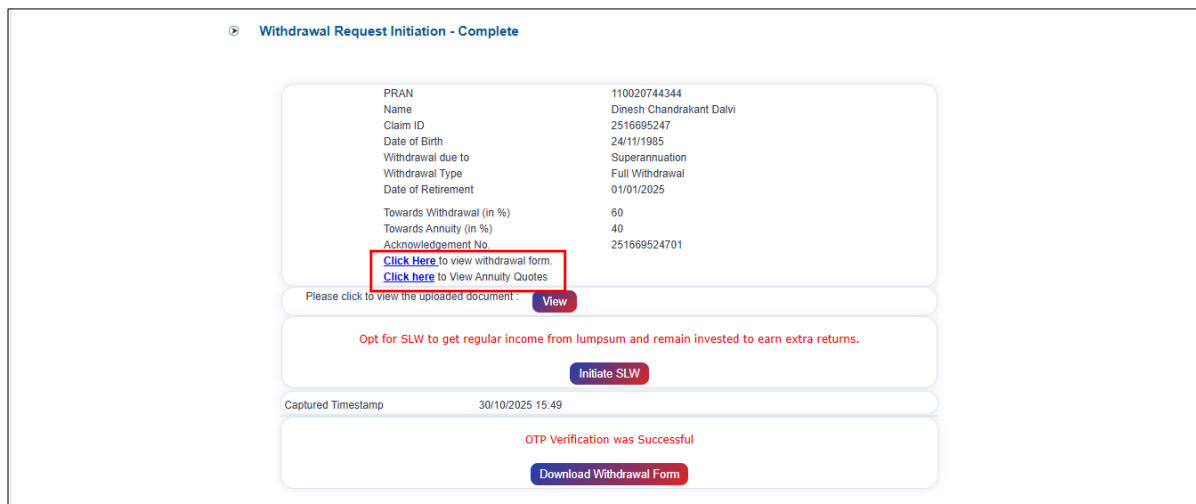 Withdrawal Request Initiation - Complete
PRAN 110020744344
Name Dinesh Chandrakant Dalvi
Claim ID 2516695247
Date of Birth 24/11/1985
Withdrawal due to Superannuation
Withdrawal Type Full Withdrawal
Date of Retirement 01/01/2025
Towards Withdrawal (in %) 60
Towards Annuity (in %) 40
Acknowledgement No. 251669524701
Click Here to view withdrawal form.
Click here to View Annuity Quotes
Please click to view the uploaded document : View
Opt for SLW to get regular income from lumpsum and remain invested to earn extra returns.
Initiate SLW
Captured Timestamp 30/10/2025 15:49
OTP Verification was Successful
Download Withdrawal Form